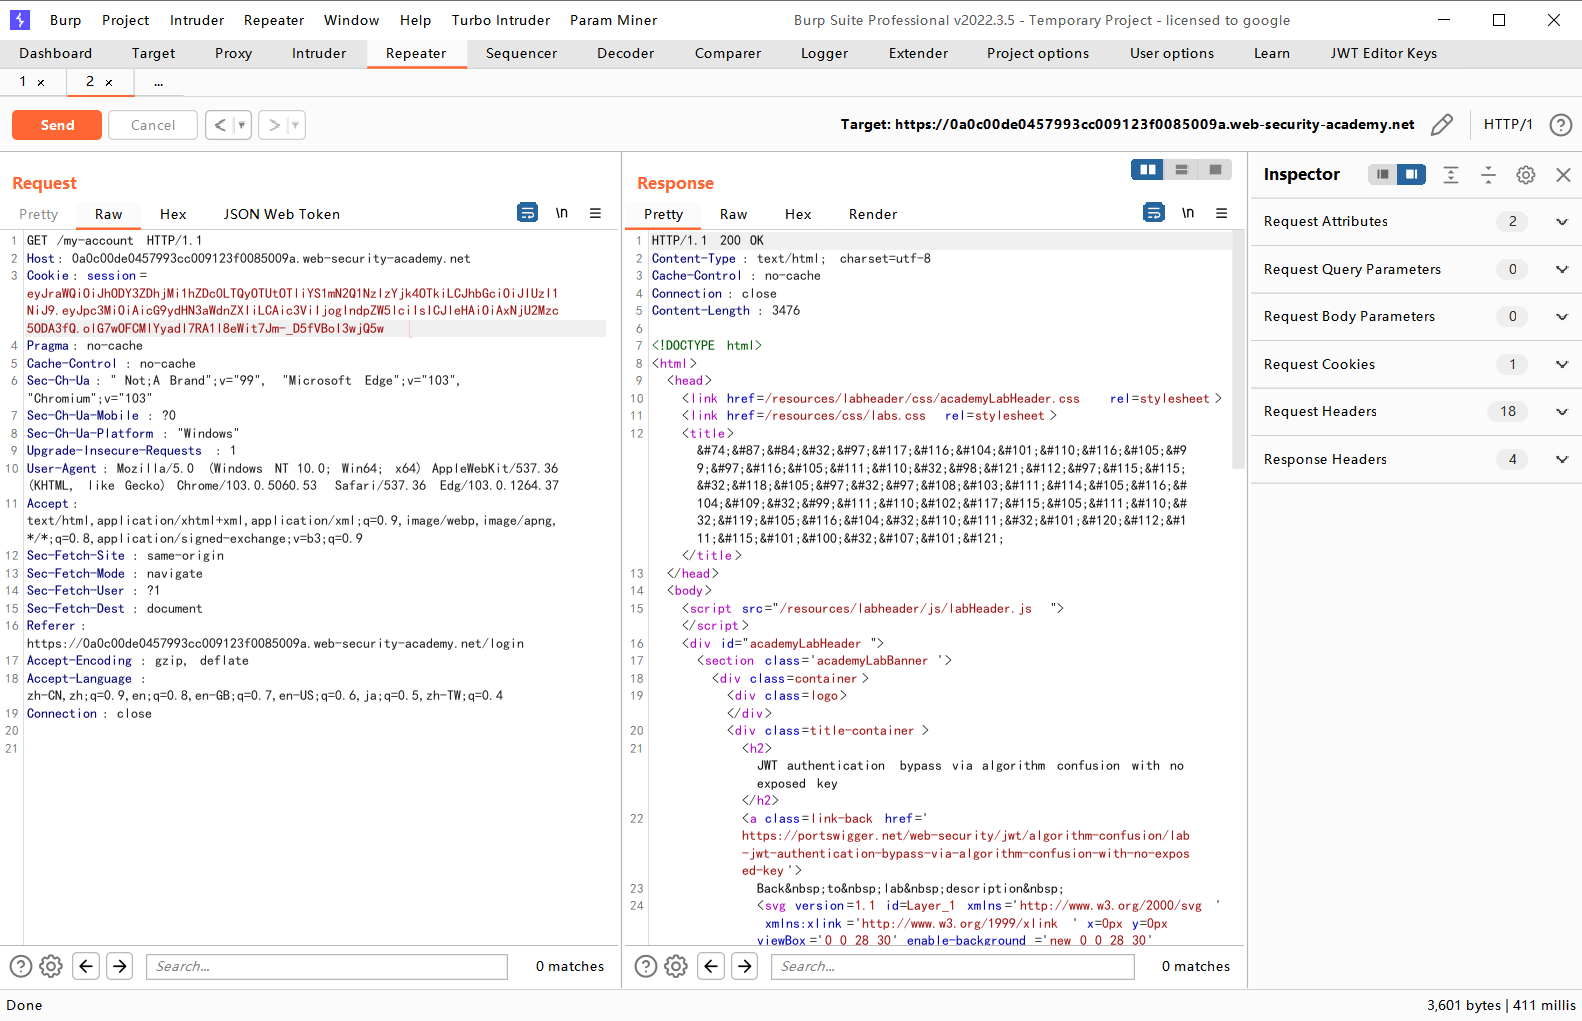 Burp Project Intruder Repeater Window Help Turbo Intruder Param Miner Burp Suite Professional v2022.3.5 - Temporary Project - licensed to google
Dashboard Target Proxy Intruder Repeater Sequencer Decoder Comparer Logger Extender Project options User options Learn JWT Editor Keys
1 × 2 × ...
Send Cancel < > Target: https://0a0c00de0457993cc009123f0085009a.web-security-academy.net HTTP/1 ?
Request
Pretty Raw Hex JSON Web Token \n
1 GET /my-account HTTP/1.1
2 Host: 0a0c00de0457993cc009123f0085009a.web-security-academy.net
3 Cookie: session=
4 Pragma: no-cache
5 Cache-Control: no-cache
6 Sec-Ch-Ua: " Not;A Brand";v="99", "Microsoft Edge";v="103",
"Chromium";v="103"
7 Sec-Ch-Ua-Mobile: ?0
8 Sec-Ch-Ua-Platform: "Windows"
9 Upgrade-Insecure-Requests: 1
10 User-Agent: Mozilla/5.0 (Windows NT 10.0; Win64; x64) AppleWebKit/537.36
(KHTML, like Gecko) Chrome/103.0.5060.53 Safari/537.36 Edg/103.0.1264.37
11 Accept:
text/html,application/xhtml+xml,application/xml;q=0.9,image/webp,image/apng,
*/*;q=0.8,application/signed-exchange;v=b3;q=0.9
12 Sec-Fetch-Site: same-origin
13 Sec-Fetch-Mode: navigate
14 Sec-Fetch-User: ?1
15 Sec-Fetch-Dest: document
16 Referer:
https://0a0c00de0457993cc009123f0085009a.web-security-academy.net/login
17 Accept-Encoding: gzip, deflate
18 Accept-Language:
zh-CN,zh;q=0.9,en;q=0.8,en-GB;q=0.7,en-US;q=0.6,ja;q=0.5,zh-TW;q=0.4
19 Connection: close
20
21
? Search... 0 matches
Response
Pretty Raw Hex Render \n
1 HTTP/1.1 200 OK
2 Content-Type: text/html; charset=utf-8
3 Cache-Control: no-cache
4 Connection: close
5 Content-Length: 3476
6
7 <!DOCTYPE html>
8 <html>
9 <head>
10 <link href=/resources/labheader/css/academyLabHeader.css rel=stylesheet>
11 <link href=/resources/css/labs.css rel=stylesheet>
12 <title>
&#74;&#87;&#84;&#32;&#97;&#117;&#116;&#104;&#101;&#110;&#116;&#105;&#9
9;&#97;&#116;&#105;&#111;&#110;&#32;&#98;&#121;&#112;&#97;&#115;&#115;
&#32;&#118;&#105;&#97;&#32;&#97;&#108;&#103;&#111;&#114;&#105;&#116;&#
104;&#109;&#32;&#99;&#111;&#110;&#102;&#117;&#115;&#105;&#111;&#110;&#
32;&#119;&#105;&#116;&#104;&#32;&#110;&#111;&#32;&#101;&#120;&#112;&#1
11;&#115;&#101;&#100;&#32;&#107;&#101;&#121;
</title>
13 </head>
14 <body>
15 <script src="/resources/labheader/js/labHeader.js">
</script>
16 <div id="academyLabHeader">
17 <section class='academyLabBanner'>
18 <div class=container>
19 <div class=logo>
</div>
20 <div class=title-container>
21 <h2>
JWT authentication bypass via algorithm confusion with no
exposed key
</h2>
22 <a class=link-back href='
https://portswigger.net/web-security/jwt/algorithm-confusion/lab
-jwt-authentication-bypass-via-algorithm-confusion-with-no-expos
ed-key'>
23 Back&nbsp;to&nbsp;lab&nbsp;description&nbsp;
24 <svg version=1.1 id=Layer_1 xmlns='http://www.w3.org/2000/svg'
xmlns:xlink='http://www.w3.org/1999/xlink' x=0px y=0px
viewBox='0 0 28 30' enable-background='new 0 0 28 30'
? Search... 0 matches
Inspector
Request Attributes 2
Request Query Parameters 0
Request Body Parameters 0
Request Cookies 1
Request Headers 18
Response Headers 4
Done 3,601 bytes | 411 millis